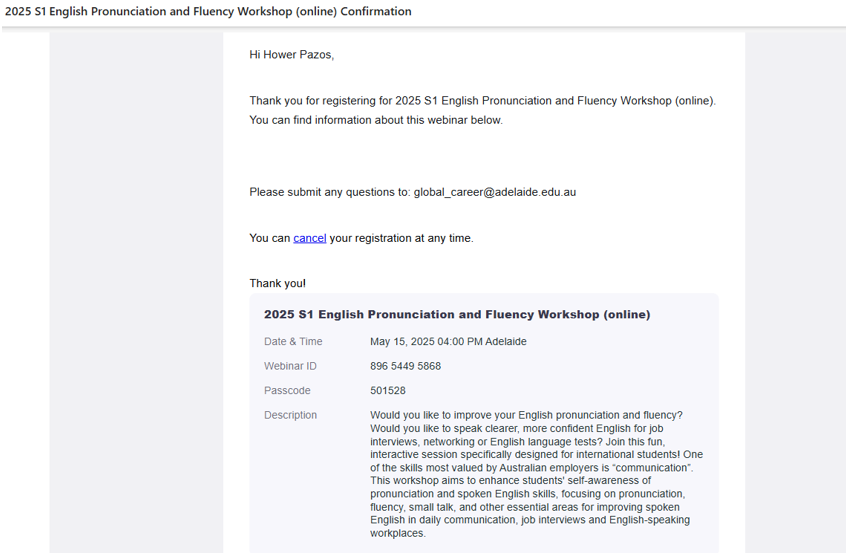 2025 S1 English Pronunciation and Fluency Workshop (online) Confirmation
Hi Hower Pazos,
Thank you for registering for 2025 S1 English Pronunciation and Fluency Workshop (online).
You can find information about this webinar below.
Please submit any questions to: global_career@adelaide.edu.au
You can cancel your registration at any time.
Thank you!
2025 S1 English Pronunciation and Fluency Workshop (online)
Date & Time May 15, 2025 04:00 PM Adelaide
Webinar ID 896 5449 5868
Passcode 501528
Description Would you like to improve your English pronunciation and fluency?
Would you like to speak clearer, more confident English for job
interviews, networking or English language tests? Join this fun,
interactive session specifically designed for international students! One
of the skills most valued by Australian employers is “communication”.
This workshop aims to enhance students' self-awareness of
pronunciation and spoken English skills, focusing on pronunciation,
fluency, small talk, and other essential areas for improving spoken
English in daily communication, job interviews and English-speaking
workplaces.